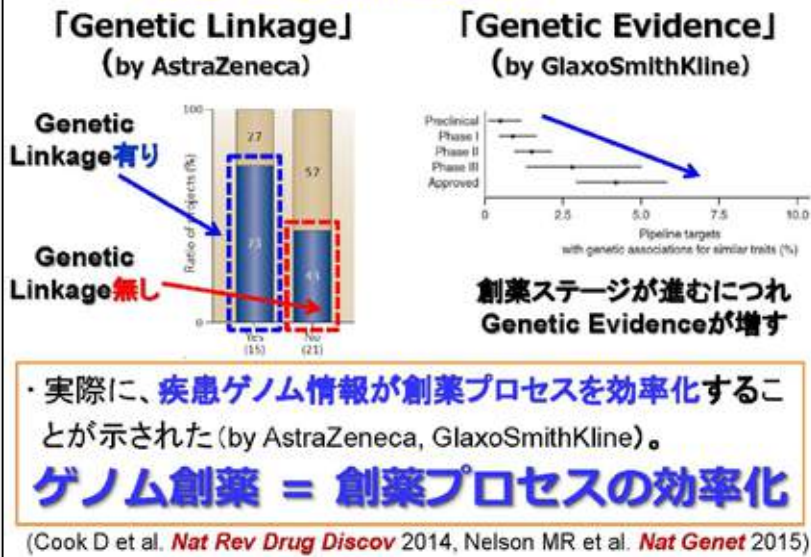 「Genetic Linkage」
(by AstraZeneca)
Genetic
Linkage有り
Genetic
Linkage無し
Ratio of projects (%)
100
27
57
73
43
0
Yes
(15)
No
(21)
「Genetic Evidence」
(by GlaxoSmithKline)
Preclinical
Phase I
Phase II
Phase III
Approved
0
2.5
5.0
7.5
10.0
Pipeline targets
with genetic associations for similar traits (%)
創薬ステージが進むにつれ
Genetic Evidenceが増す
・実際に、疾患ゲノム情報が創薬プロセスを効率化するこ
とが示された(by AstraZeneca, GlaxoSmithKline)。
ゲノム創薬 = 創薬プロセスの効率化
(Cook D et al. Nat Rev Drug Discov 2014, Nelson MR et al. Nat Genet 2015)